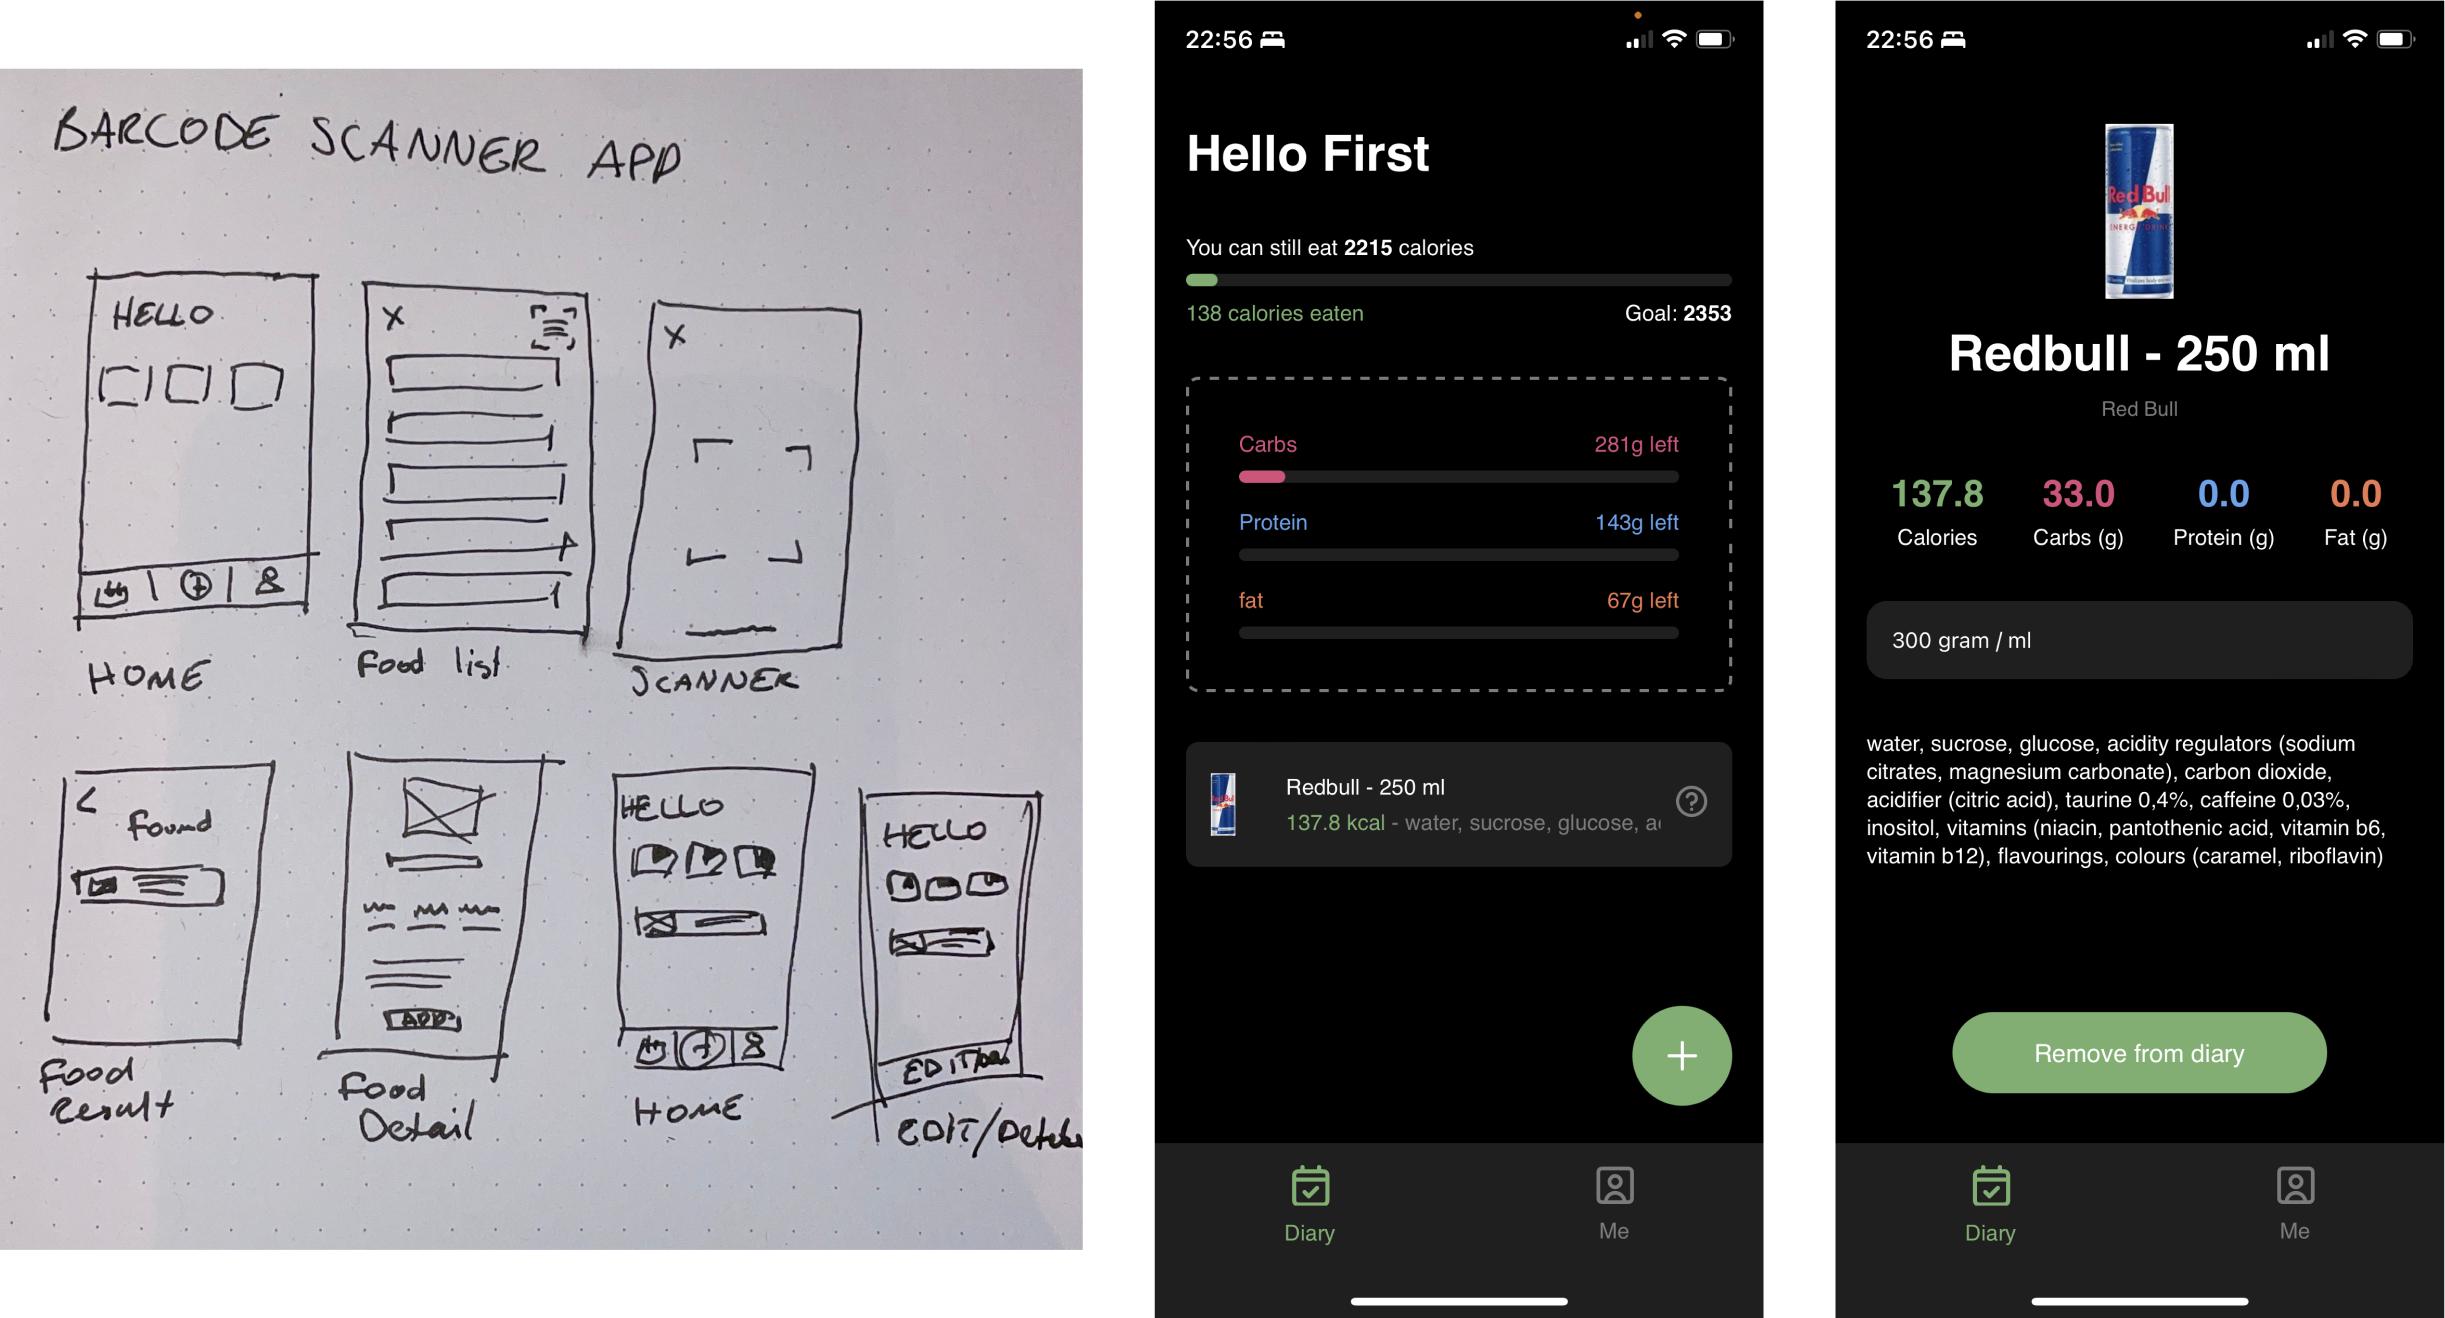 BARCODE SCANNER APP
HELLO
X
X
HOME
Food list
SCANNER
<
Found
ADD
Food
Result
Food
Detail
HELLO
HOME
HELLO
EDIT/
EDIT/Delete
22:56
Hello First
You can still eat 2215 calories
138 calories eaten
Goal: 2353
Carbs
281g left
Protein
143g left
fat
67g left
Redbull - 250 ml
137.8 kcal - water, sucrose, glucose, a
Diary
Me
22:56
Red Bull
ENERGY DRINK
Redbull - 250 ml
Red Bull
137.8
33.0
0.0
0.0
Calories
Carbs (g)
Protein (g)
Fat (g)
300 gram / ml
water, sucrose, glucose, acidity regulators (sodium
citrates, magnesium carbonate), carbon dioxide,
acidifier (citric acid), taurine 0,4%, caffeine 0,03%,
inositol, vitamins (niacin, pantothenic acid, vitamin b6,
vitamin b12), flavourings, colours (caramel, riboflavin)
Remove from diary
Diary
Me